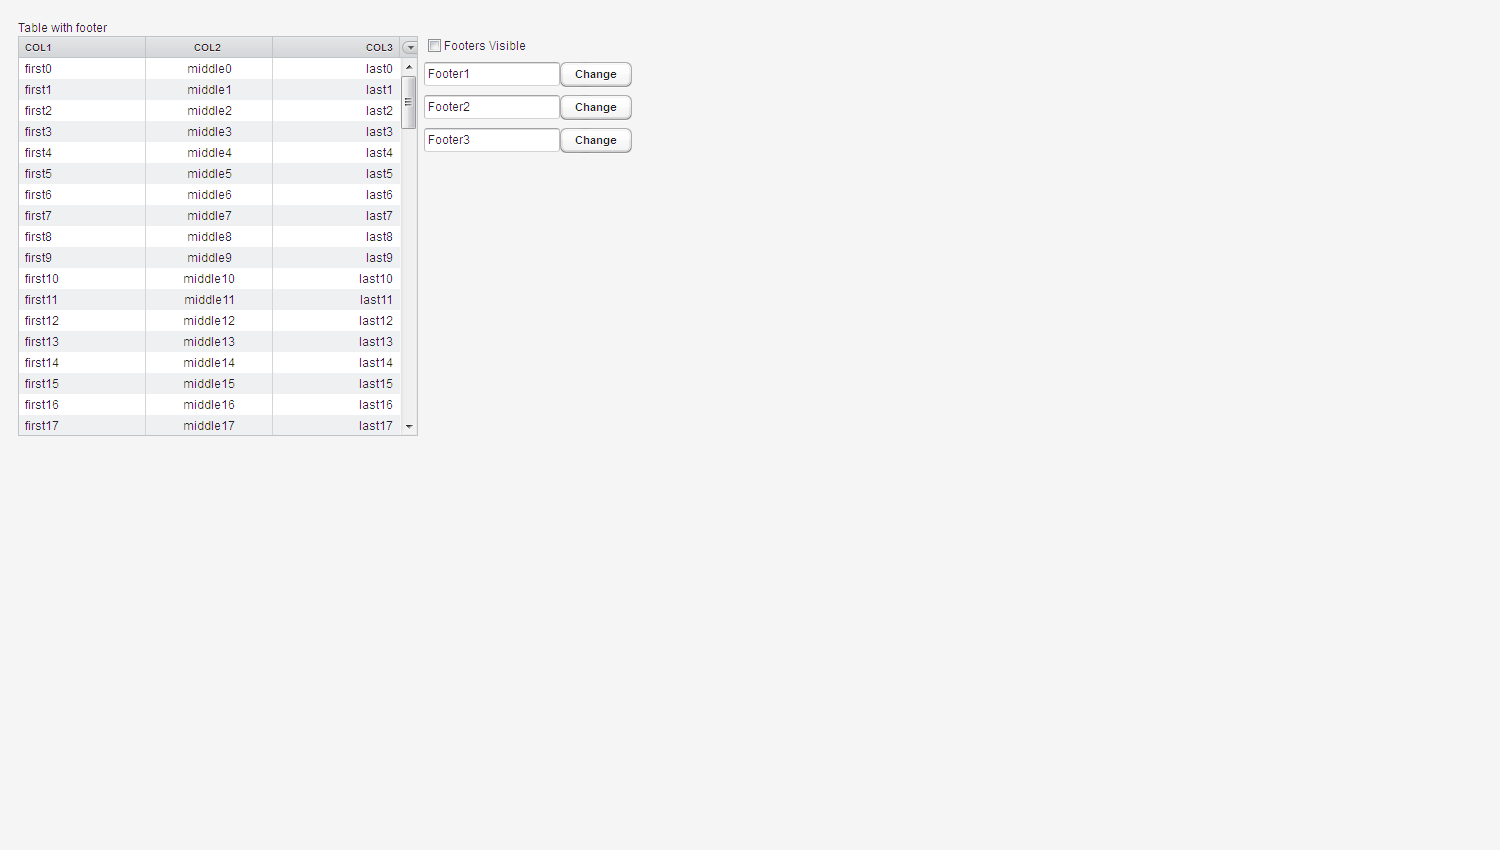 Table with footer
COL1 COL2 COL3
first0 middle0 last0
first1 middle1 last1
first2 middle2 last2
first3 middle3 last3
first4 middle4 last4
first5 middle5 last5
first6 middle6 last6
first7 middle7 last7
first8 middle8 last8
first9 middle9 last9
first10 middle10 last10
first11 middle11 last11
first12 middle12 last12
first13 middle13 last13
first14 middle14 last14
first15 middle15 last15
first16 middle16 last16
first17 middle17 last17
Footers Visible
Footer1 Change
Footer2 Change
Footer3 Change